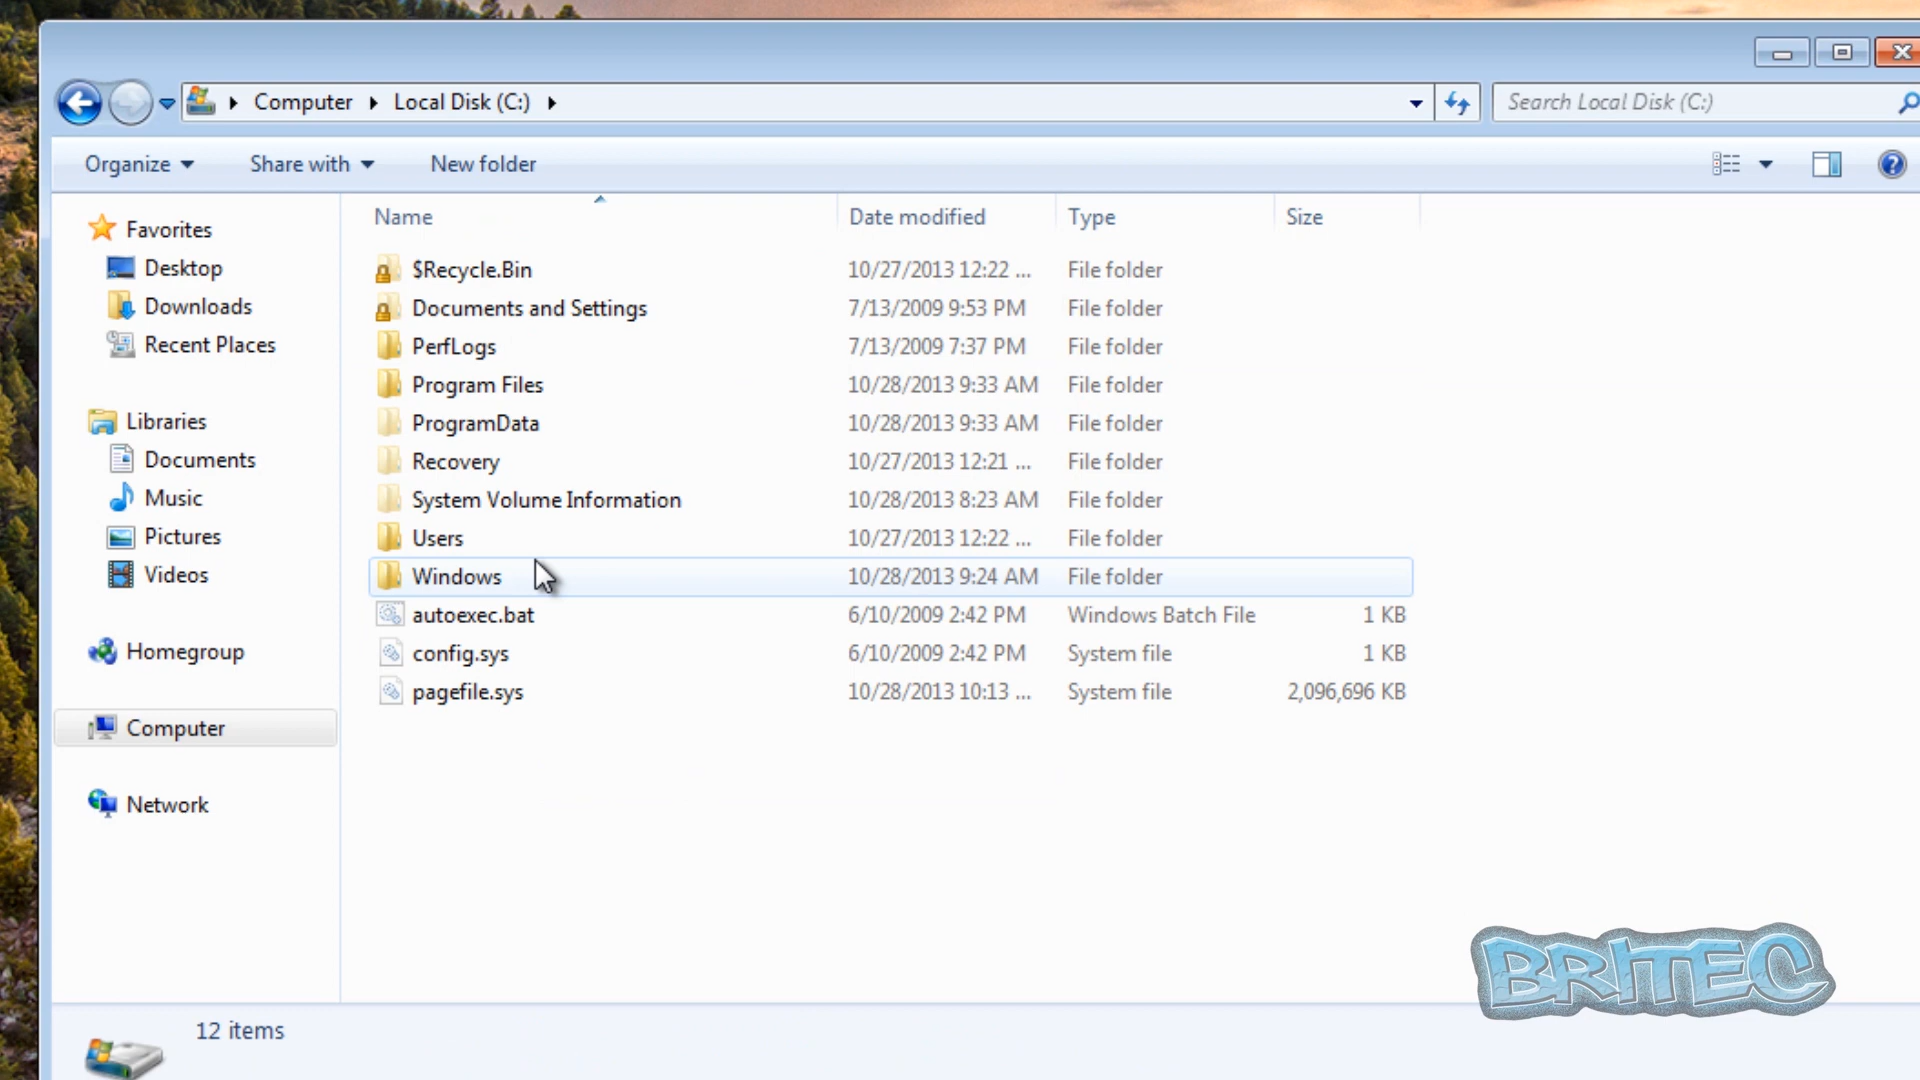 Computer Local Disk (C:) Search Local Disk (C:)
Organize Share with New folder
Name Date modified Type Size
Favorites
Desktop
Downloads
Recent Places
Libraries
Documents
Music
Pictures
Videos
Homegroup
Computer
Network
$Recycle.Bin 10/27/2013 12:22 ... File folder
Documents and Settings 7/13/2009 9:53 PM File folder
PerfLogs 7/13/2009 7:37 PM File folder
Program Files 10/28/2013 9:33 AM File folder
ProgramData 10/28/2013 9:33 AM File folder
Recovery 10/27/2013 12:21 ... File folder
System Volume Information 10/28/2013 8:23 AM File folder
Users 10/27/2013 12:22 ... File folder
Windows 10/28/2013 9:24 AM File folder
autoexec.bat 6/10/2009 2:42 PM Windows Batch File 1 KB
config.sys 6/10/2009 2:42 PM System file 1 KB
pagefile.sys 10/28/2013 10:13 ... System file 2,096,696 KB
BRITEC
12 items